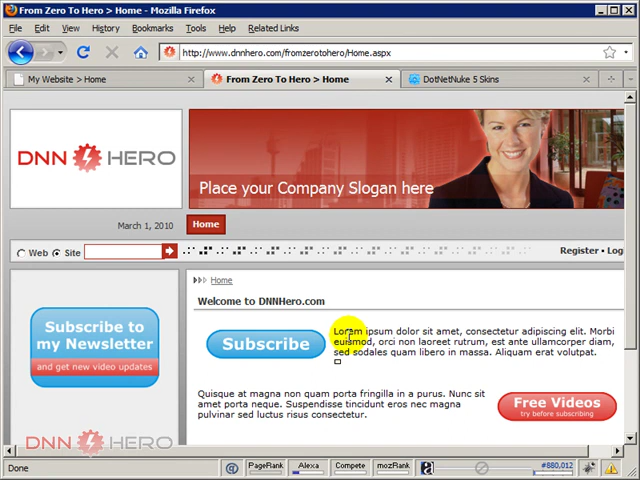 From Zero To Hero > Home - Mozilla Firefox
File Edit View History Bookmarks Tools Help Related Links
http://www.dnnhero.com/fromzerotohero/Home.aspx
My Website > Home
From Zero To Hero > Home
DotNetNuke 5 Skins
DNN HERO
Place your Company Slogan here
March 1, 2010
Home
Web Site
Register • Log
Home
Welcome to DNNHero.com
Subscribe to
my Newsletter
and get new video updates
Subscribe
Lorem ipsum dolor sit amet, consectetur adipiscing elit. Morbi
euismod, orci non laoreet rutrum, est ante ullamcorper diam,
sed sodales quam libero in massa. Aliquam erat volutpat.
Quisque at magna non quam porta fringilla in a purus. Nunc sit
amet porta neque. Suspendisse tincidunt eros nec magna
pulvinar sed luctus risus consectetur.
Free Videos
try before subscribing
DNN HERO
Done
PageRank
Alexa
Compete
mozRank
a
#880,012